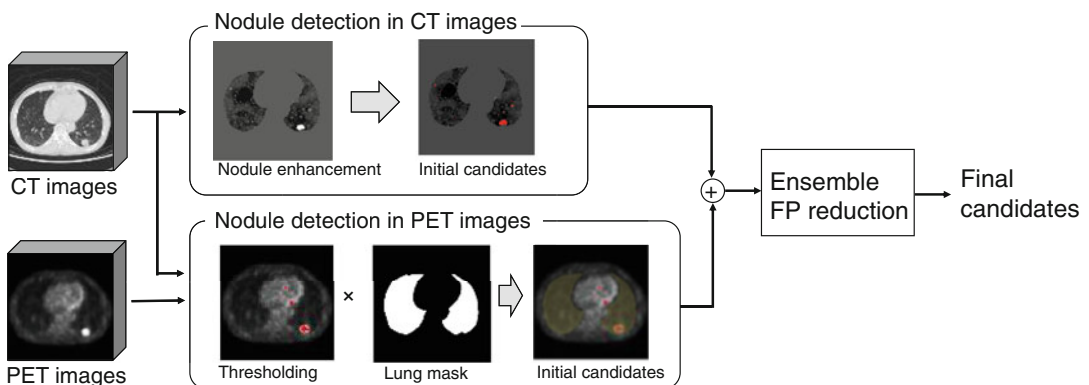 Nodule detection in CT images
Nodule enhancement
Initial candidates
CT images
Nodule detection in PET images
Thresholding
×
Lung mask
Initial candidates
PET images
+
Ensemble
FP reduction
Final
candidates